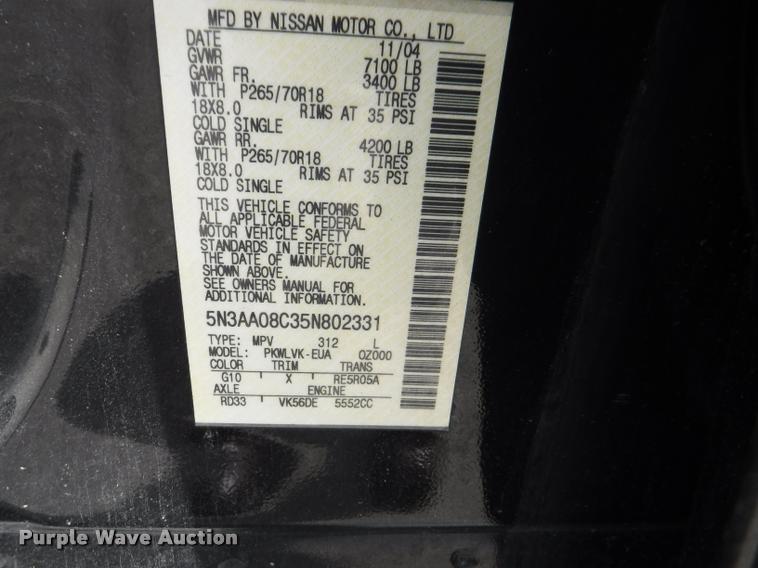 MFD BY NISSAN MOTOR CO., LTD
DATE 11/04
GVWR 7100 LB
GAWR FR. 3400 LB
WITH P265/70R18 TIRES
18X8.0 RIMS AT 35 PSI
COLD SINGLE
GAWR RR. 4200 LB
WITH P265/70R18 TIRES
18X8.0 RIMS AT 35 PSI
COLD SINGLE
THIS VEHICLE CONFORMS TO
ALL APPLICABLE FEDERAL
MOTOR VEHICLE SAFETY
STANDARDS IN EFFECT ON
THE DATE OF MANUFACTURE
SHOWN ABOVE.
SEE OWNERS MANUAL FOR
ADDITIONAL INFORMATION.
5N3AA08C35N802331
TYPE: MPV 312 L
MODEL: PKWLVK-EUA 0Z000
COLOR TRIM TRANS
G10 X RE5R05A
AXLE ENGINE
RD33 VK56DE 5552CC
Purple Wave Auction